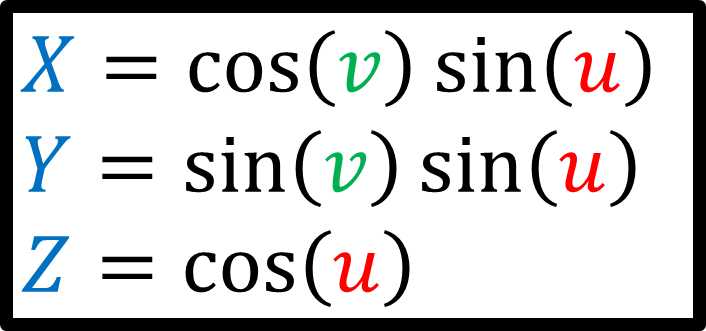 X = cos(v) sin(u)
Y = sin(v) sin(u)
Z = cos(u)